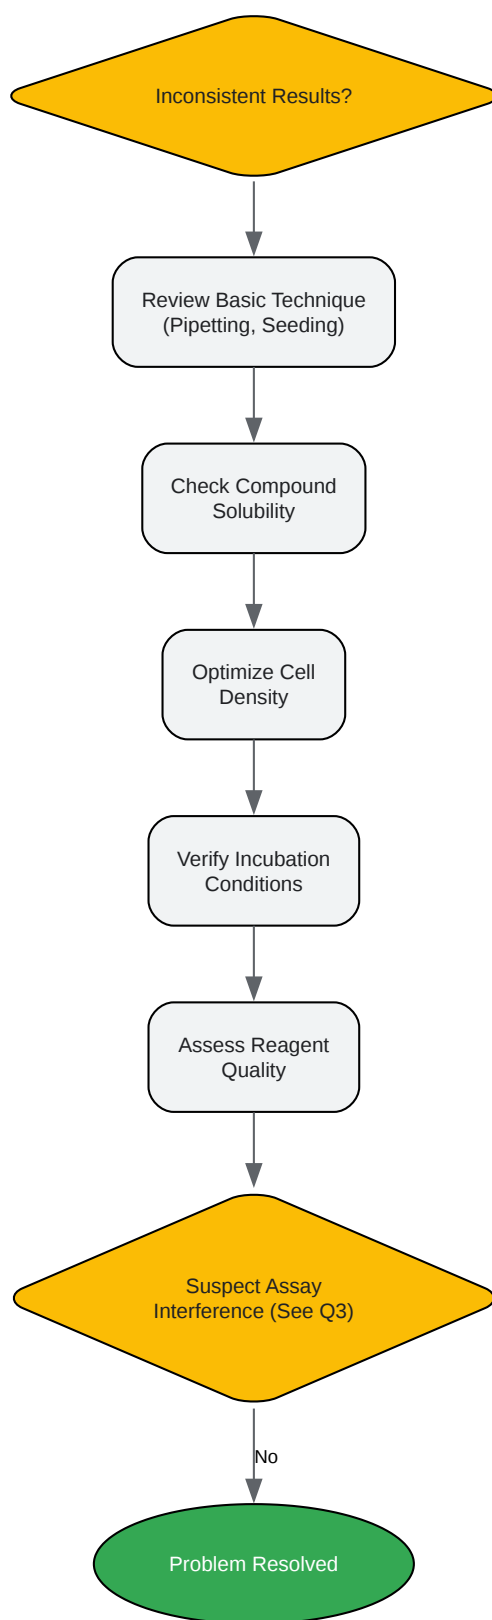 Inconsistent Results?
Review Basic Technique
(Pipetting, Seeding)
Check Compound
Solubility
Optimize Cell
Density
Verify Incubation
Conditions
Assess Reagent
Quality
Suspect Assay
Interference (See Q3)
No
Problem Resolved